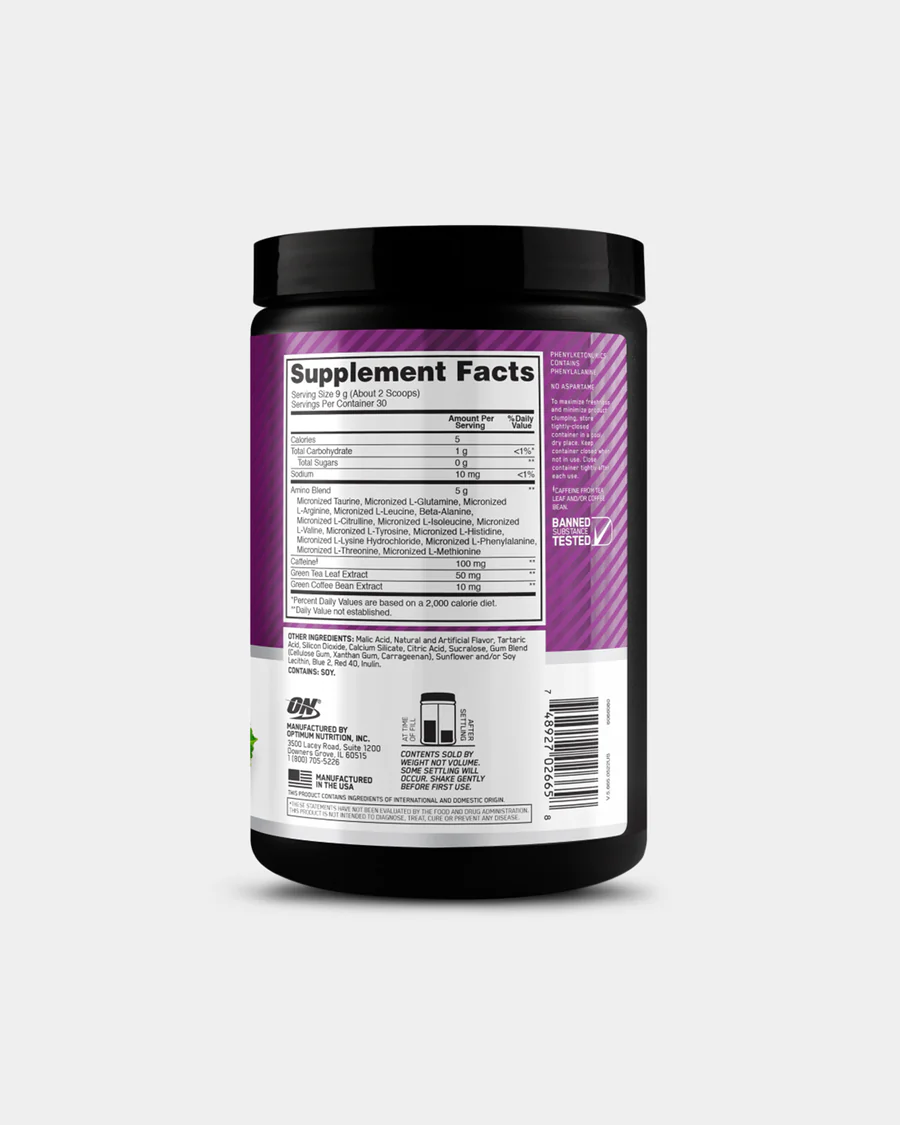 Supplement Facts
Serving Size 9 g (About 2 Scoops)
Servings Per Container 30
Amount Per Serving %Daily Value
Calories 5
Total Carbohydrate 1 g <1%*
Total Sugars 0 g **
Sodium 10 mg <1%
Amino Blend 5 g **
Micronized Taurine, Micronized L-Glutamine, Micronized
L-Arginine, Micronized L-Leucine, Beta-Alanine,
Micronized L-Citrulline, Micronized L-Isoleucine, Micronized
L-Valine, Micronized L-Tyrosine, Micronized L-Histidine,
Micronized L-Lysine Hydrochloride, Micronized L-Phenylalanine,
Micronized L-Threonine, Micronized L-Methionine
Caffeine‡ 100 mg **
Green Tea Leaf Extract 50 mg **
Green Coffee Bean Extract 10 mg **
*Percent Daily Values are based on a 2,000 calorie diet.
**Daily Value not established.
OTHER INGREDIENTS: Malic Acid, Natural and Artificial Flavor, Tartaric
Acid, Silicon Dioxide, Calcium Silicate, Citric Acid, Sucralose, Gum Blend
(Cellulose Gum, Xanthan Gum, Carrageenan), Sunflower and/or Soy
Lecithin, Blue 2, Red 40, Inulin.
CONTAINS: SOY.
ON®
MANUFACTURED BY
OPTIMUM NUTRITION, INC.
3500 Lacey Road, Suite 1200
Downers Grove, IL 60515
1 (800) 705-5226
MANUFACTURED
IN THE USA
AT TIME
OF FILL
AFTER
SETTLING
CONTENTS SOLD BY
WEIGHT NOT VOLUME.
SOME SETTLING WILL
OCCUR. SHAKE GENTLY
BEFORE FIRST USE.
THIS PRODUCT CONTAINS INGREDIENTS OF INTERNATIONAL AND DOMESTIC ORIGIN.
*THESE STATEMENTS HAVE NOT BEEN EVALUATED BY THE FOOD AND DRUG ADMINISTRATION.
THIS PRODUCT IS NOT INTENDED TO DIAGNOSE, TREAT, CURE OR PREVENT ANY DISEASE.
PHENYLKETONURICS:
CONTAINS
PHENYLALANINE
NO ASPARTAME
To maximize freshness
and minimize product
clumping, store
tightly-closed
container in a cool
dry place. Keep
container closed when
not in use. Close
container tightly after
each use.
‡CAFFEINE FROM TEA
LEAF AND/OR COFFEE
BEAN.
BANNED
SUBSTANCE
TESTED
7 48927 02665 8